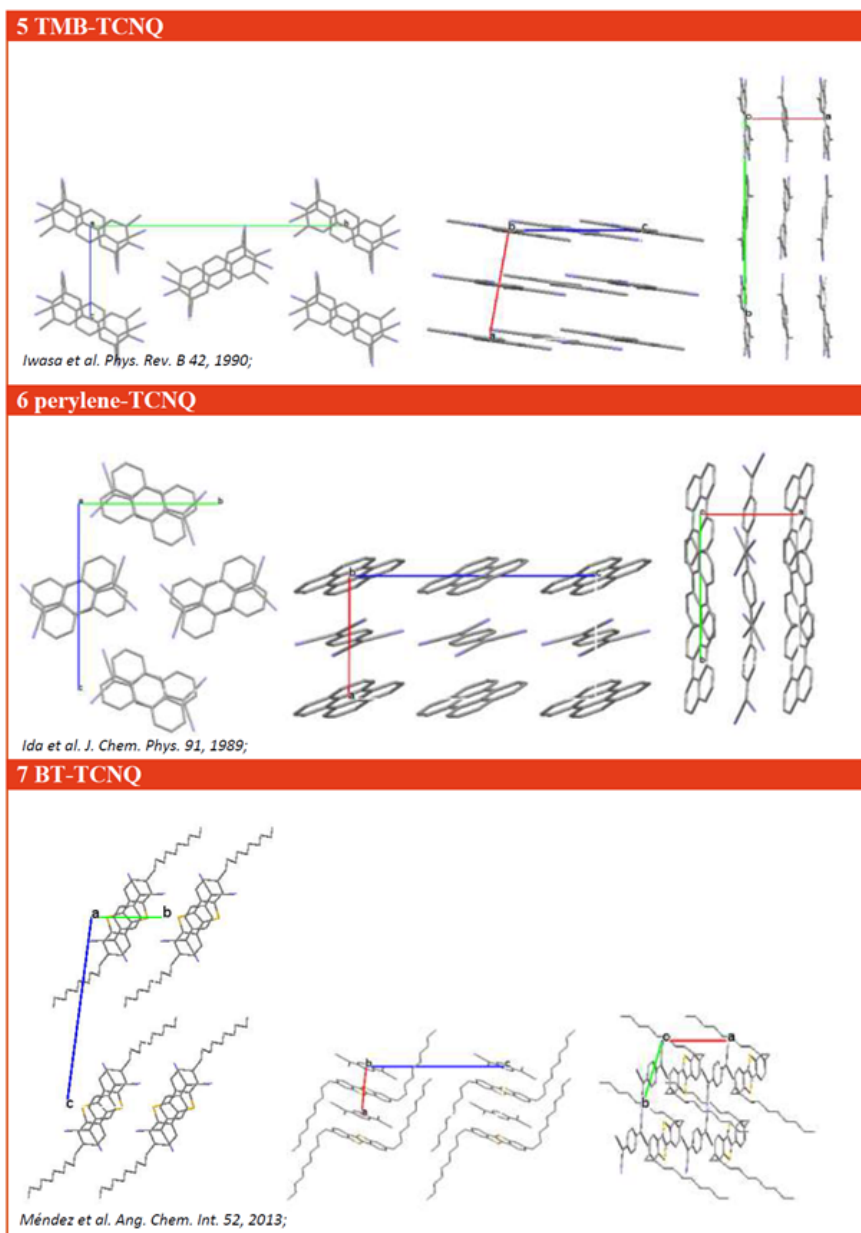 5 TMB-TCNQ
a b
c
b c
a
c a
b
Iwasa et al. Phys. Rev. B 42, 1990;
6 perylene-TCNQ
a b
c
b
a
a
b
Ida et al. J. Chem. Phys. 91, 1989;
7 BT-TCNQ
a b
c
b c
a
c a
b
Méndez et al. Ang. Chem. Int. 52, 2013;